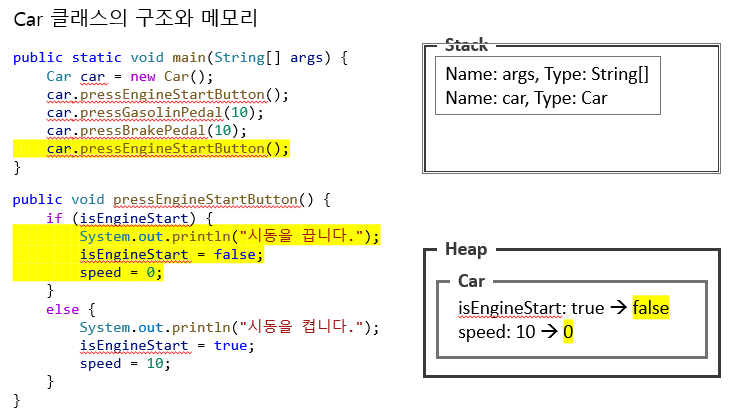 Car 클래스의 구조와 메모리
public static void main(String[] args) {
Car car = new Car();
car.pressEngineStartButton();
car.pressGasolinPedal(10);
car.pressBrakePedal(10);
car.pressEngineStartButton();
}
public void pressEngineStartButton() {
if (isEngineStart) {
System.out.println("시동을 끕니다.");
isEngineStart = false;
speed = 0;
}
else {
System.out.println("시동을 켭니다.");
isEngineStart = true;
speed = 10;
}
}
Stack
Name: args, Type: String[]
Name: car, Type: Car
Heap
Car
isEngineStart: true → false
speed: 10 → 0